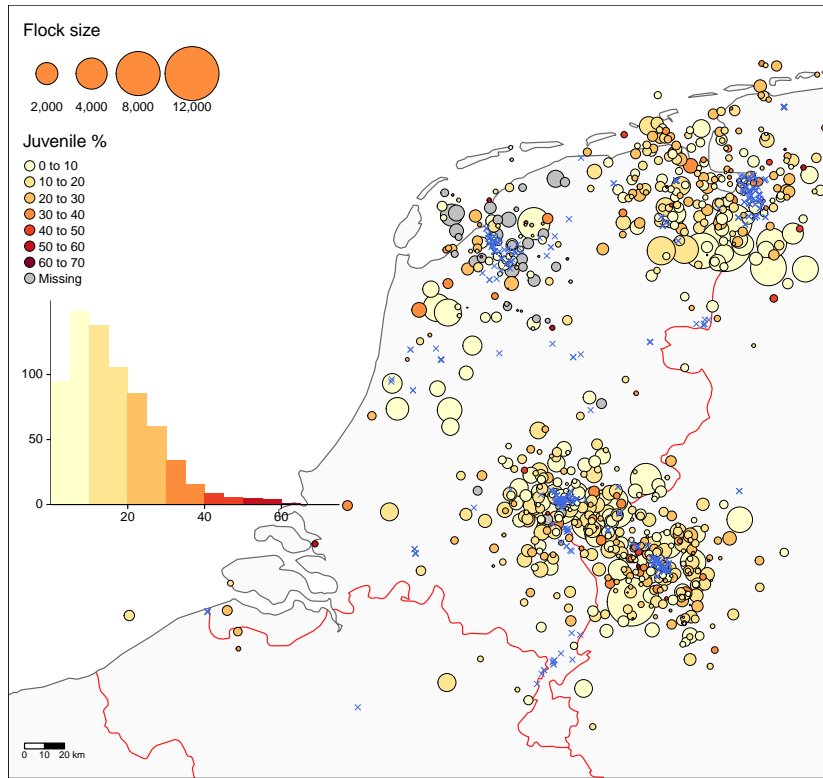 Flock size
2,000 4,000 8,000 12,000
Juvenile %
0 to 10
10 to 20
20 to 30
30 to 40
40 to 50
50 to 60
60 to 70
Missing
100
50
0
20 40 60
0 10 20 km